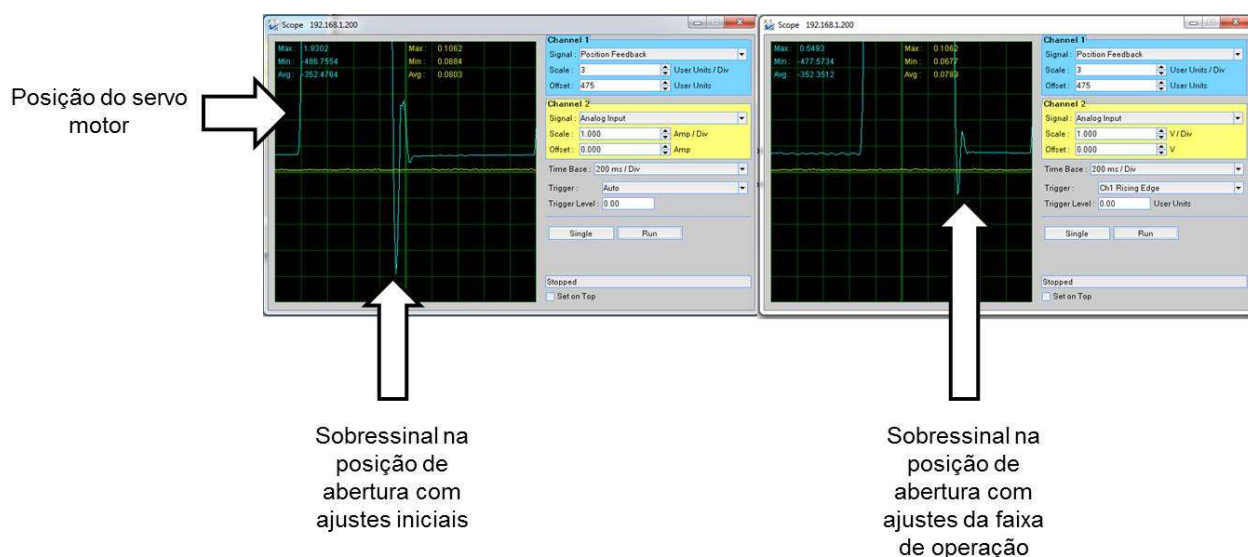 Scope 192.168.1.200
Max : 1.9302
Min : -486.7554
Avg : -352.4764
Max : 0.1062
Min : 0.0684
Avg : 0.0803
Channel 1
Signal : Position Feedback
Scale : 3 User Units / Div
Offset : 475 User Units
Channel 2
Signal : Analog Input
Scale : 1.000 Amp / Div
Offset : 0.000 Amp
Time Base : 200 ms / Div
Trigger : Auto
Trigger Level : 0.00
Single Run
Stopped
Set on Top
Scope 192.168.1.200
Max : 0.5493
Min : -477.5734
Avg : -352.3512
Max : 0.1062
Min : 0.0677
Avg :
Channel 1
Signal : Position Feedback
Scale : 3 User Units / Div
Offset : 475 User Units
Channel 2
Signal : Analog Input
Scale : 1.000 V / Div
Offset : 0.000 V
Time Base : 200 ms / Div
Trigger : Ch1 Rising Edge
Trigger Level : 0.00 User Units
Single Run
Stopped
Set on Top
Posição do servo
motor
Sobressinal na
posição de
abertura com
ajustes iniciais
Sobressinal na
posição de
abertura com
ajustes da faixa
de operação